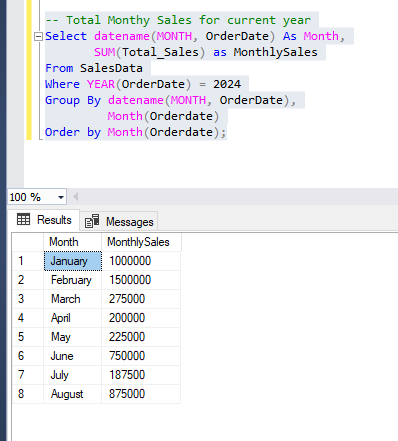 -- Total Monthy Sales for current year
Select datename(MONTH, OrderDate) As Month,
SUM(Total_Sales) as MonthlySales
From SalesData
Where YEAR(OrderDate) = 2024
Group By datename(MONTH, OrderDate),
Month(Orderdate)
Order by Month(Orderdate);
100 %
Results Messages
Month MonthlySales
1 January 1000000
2 February 1500000
3 March 275000
4 April 200000
5 May 225000
6 June 750000
7 July 187500
8 August 875000